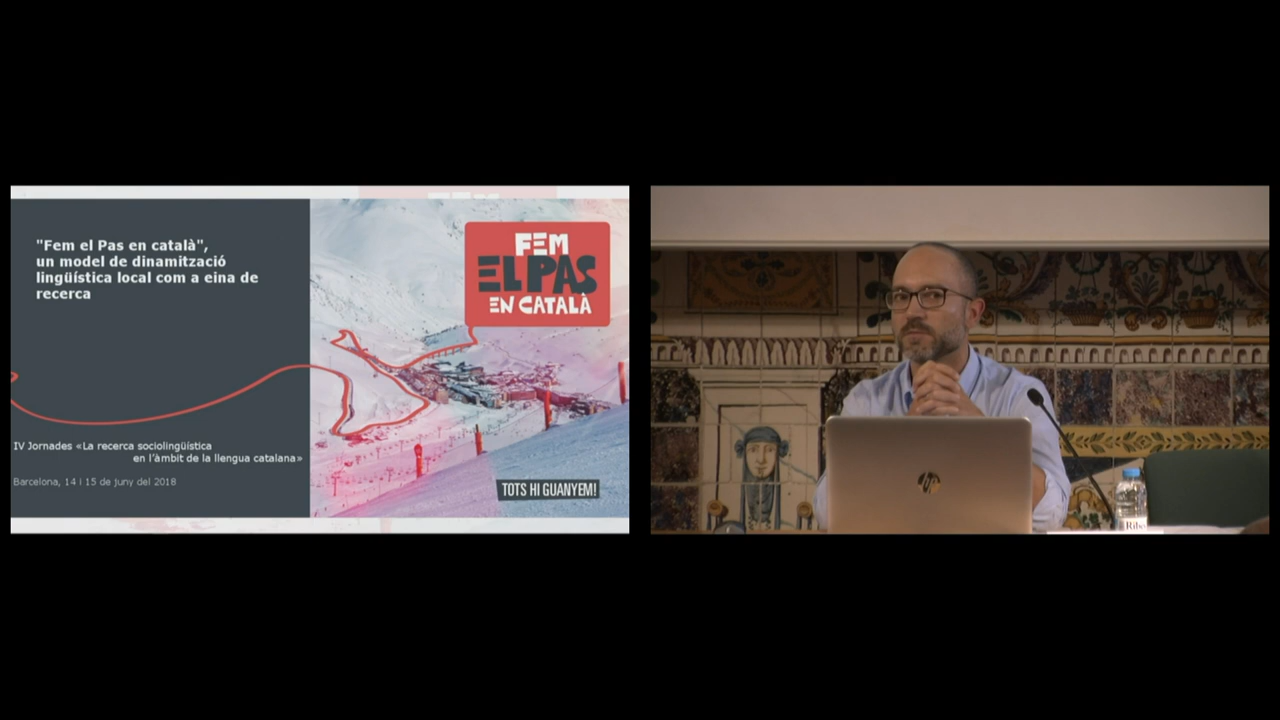 "Fem el Pas en català",
un model de dinamització
lingüística local com a eina de
recerca
IV Jornades «La recerca sociolingüística
en l'àmbit de la llengua catalana»
Barcelona, 14 i 15 de juny del 2018
FEM
EL PAS
EN CATALÀ
TOTS HI GUANYEM!
hp